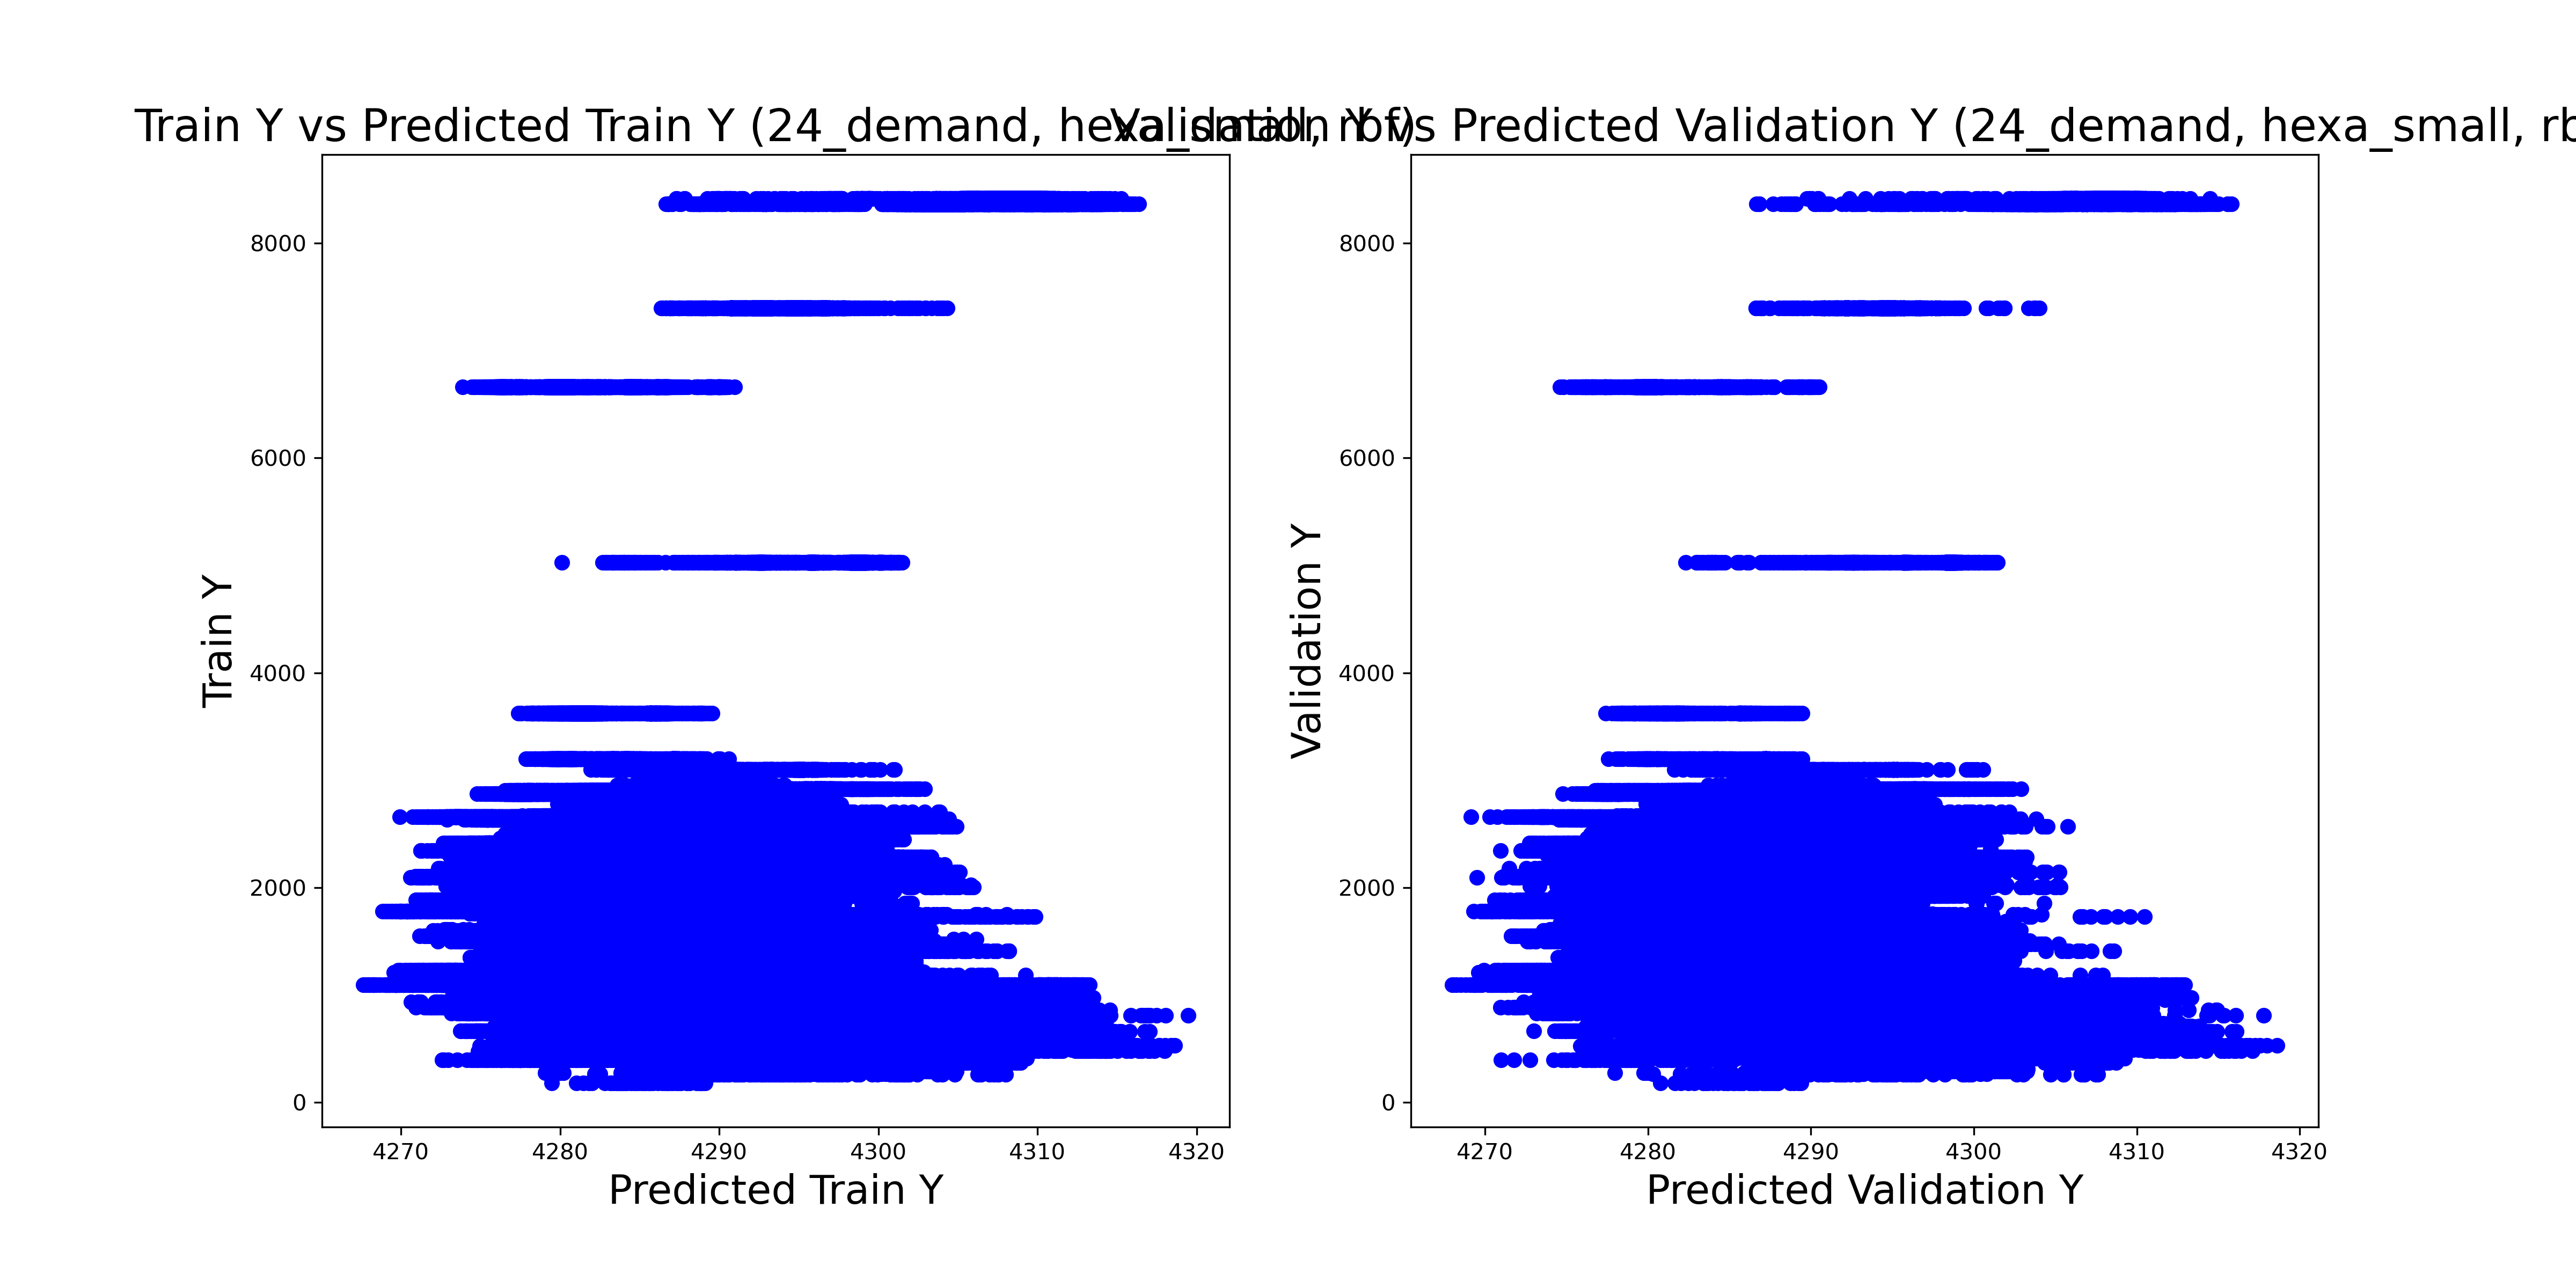 Train Y vs Predicted Train Y (24_demand, hexa_small, rbf)
Validation Y vs Predicted Validation Y (24_demand, hexa_small, rb
8000
6000
4000
2000
0
Train Y
4270 4280 4290 4300 4310 4320
Predicted Train Y
8000
6000
4000
2000
0
Validation Y
4270 4280 4290 4300 4310 4320
Predicted Validation Y